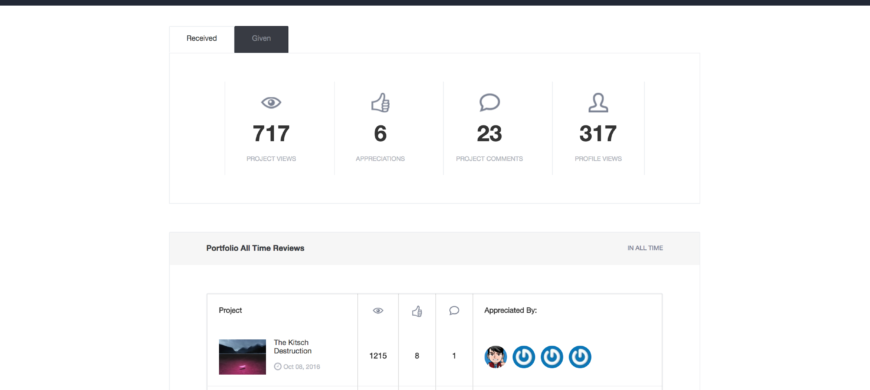 Received
Given
717
6
23
317
PROJECT VIEWS
APPRECIATIONS
PROJECT COMMENTS
PROFILE VIEWS
Portfolio All Time Reviews
IN ALL TIME
Project
Appreciated By:
The Kitsch
Destruction
Oct 08, 2016
1215
8
1